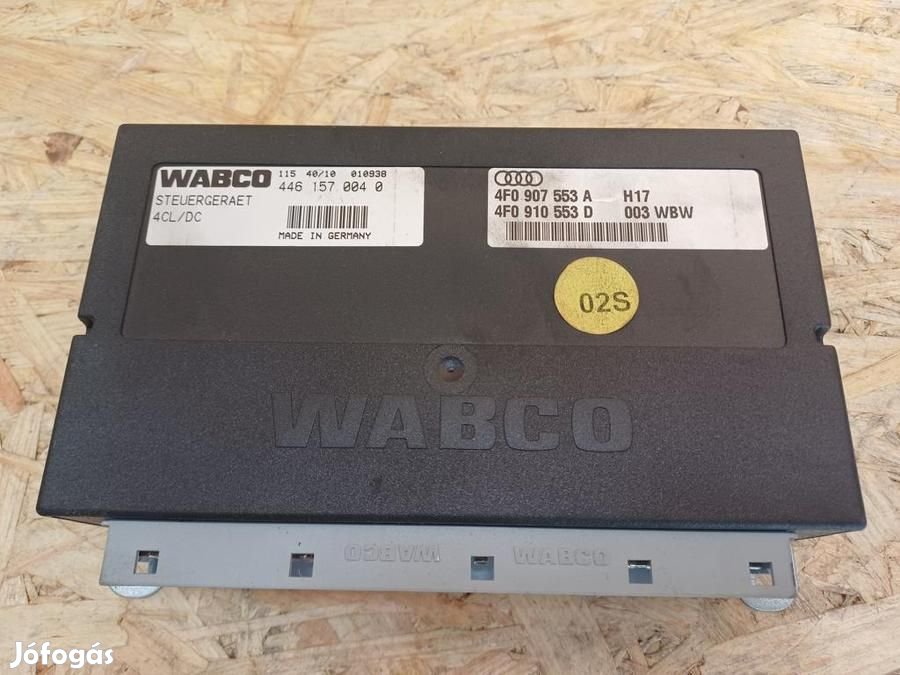 WABCO 115 40/10 010938
446 157 004 0
STEUERGERAET
4CL/DC
MADE IN GERMANY
4F0 907 553 A H17
4F0 910 553 D 003 WBW
02S
WABCO
WABCO WABCO
Jófogás